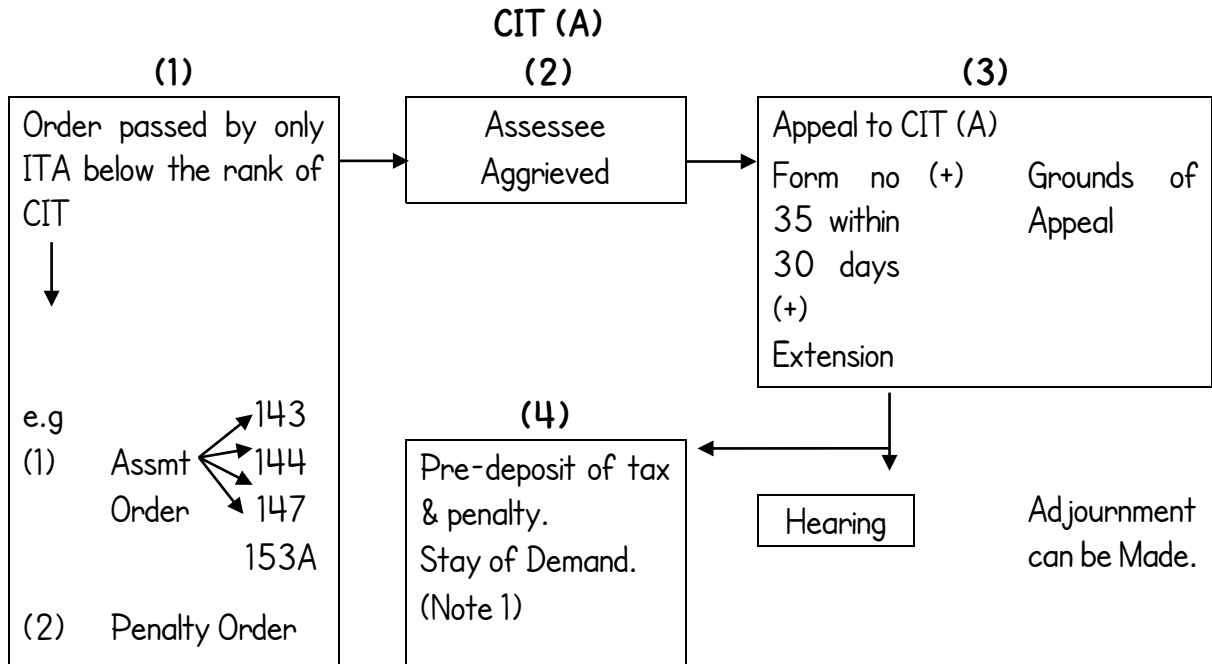 CIT (A)
(1)
Order passed by only
ITA below the rank of
CIT
e.g
143
(1) Assmt 144
Order 147
153A
(2) Penalty Order
(2)
Assessee
Aggrieved
(3)
Appeal to CIT (A)
Form no (+) Grounds of
35 within Appeal
30 days
(+)
Extension
(4)
Pre-deposit of tax
& penalty.
Stay of Demand.
(Note 1)
Hearing
Adjournment
can be Made.